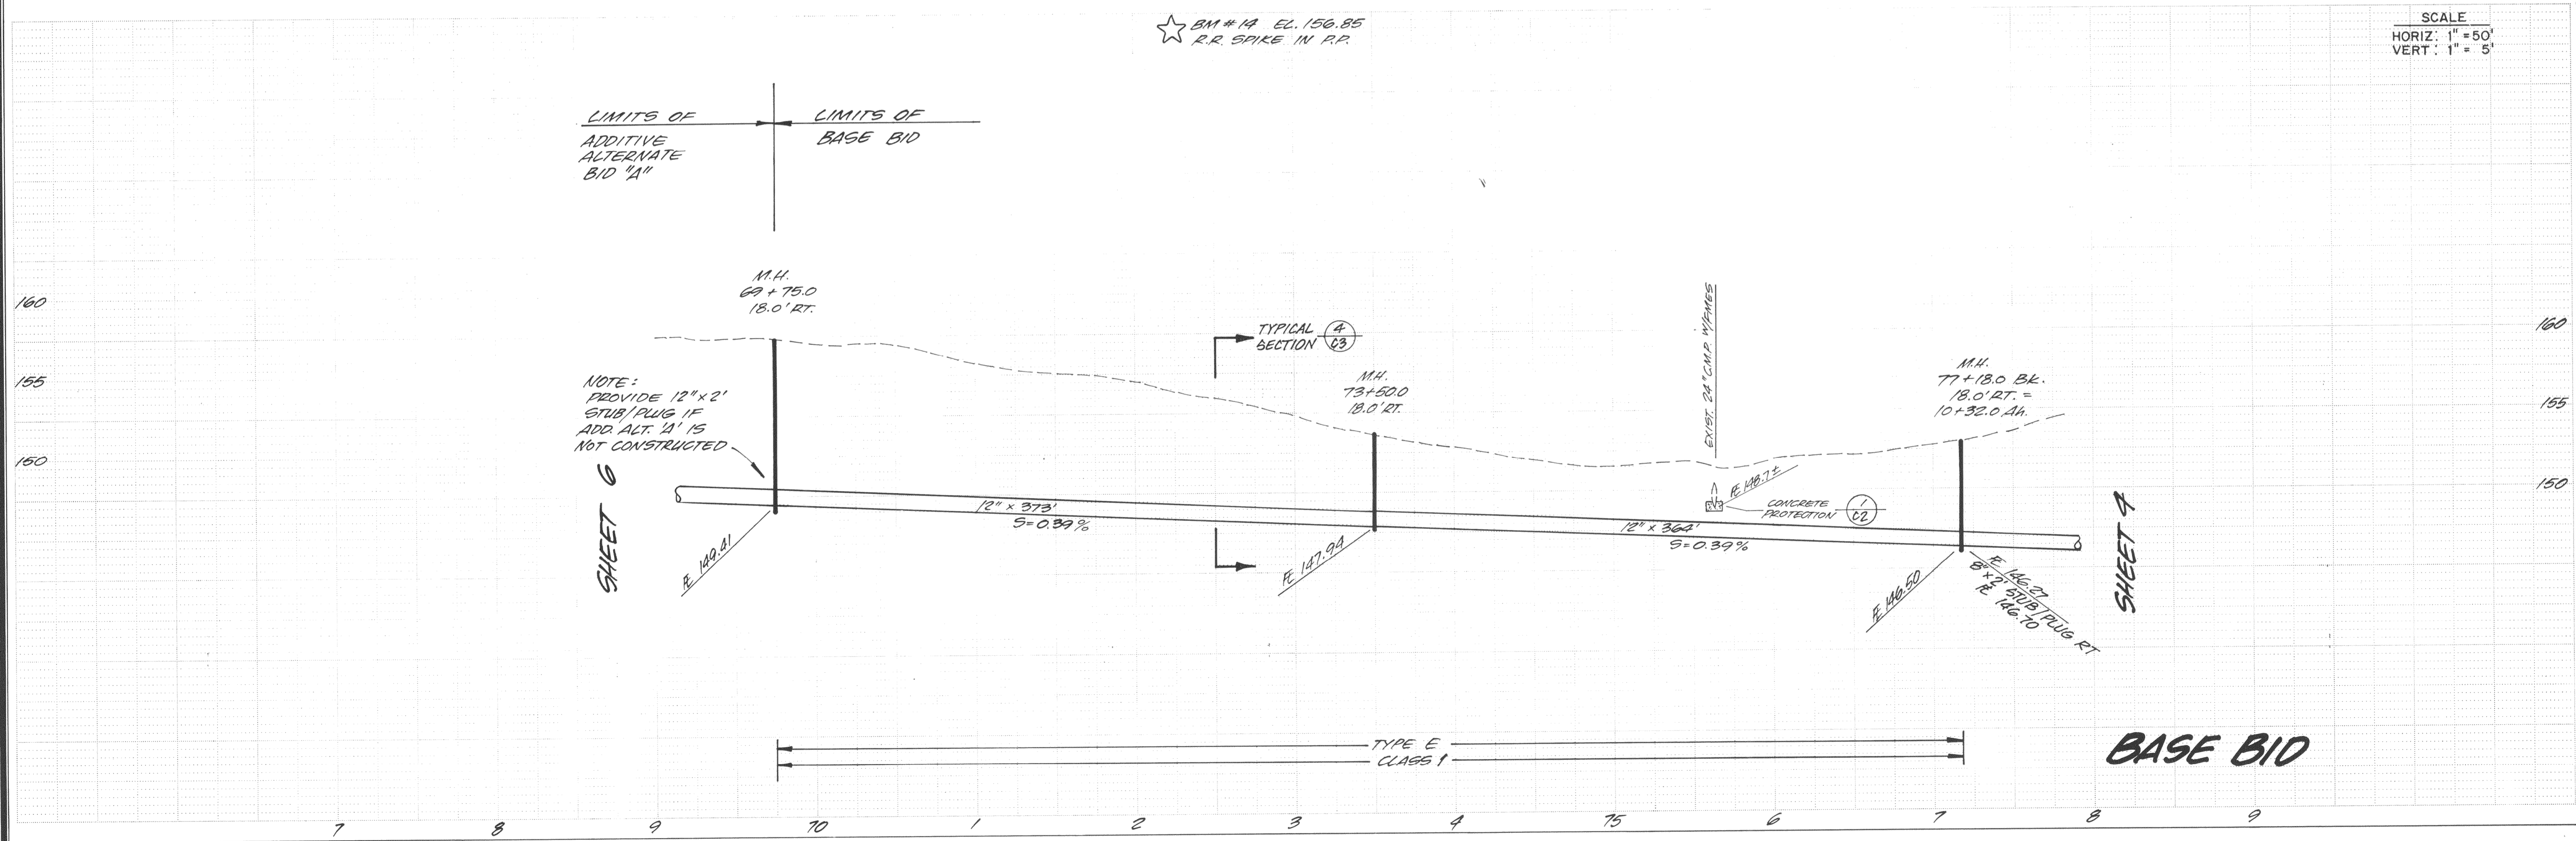 BM #14 EL. 156.85
R.R. SPIKE IN P.P.
SCALE
HORIZ: 1" = 50'
VERT: 1" = 5'
LIMITS OF
ADDITIVE
ALTERNATE
BID "A"
LIMITS OF
BASE BID
M.H.
69 + 75.0
18.0' RT.
160
155
150
NOTE:
PROVIDE 12" x 2'
STUB/PLUG IF
ADD. ALT. 'A' IS
NOT CONSTRUCTED
SHEET 6
FL 149.41
12" x 373'
S=0.39%
TYPICAL
SECTION
4
C3
M.H.
73+50.0
18.0' RT.
FL 147.94
EXIST. 24" C.M.P. W/FMES
FL 148.7±
CONCRETE
PROTECTION
1
C2
12" x 364'
S=0.39%
M.H.
77+18.0 BK.
18.0' RT. =
10+32.0 Ah.
FL 146.50
FL 146.27
8" x 2' STUB/PLUG RT
FL 146.70
SHEET 4
160
155
150
TYPE E
CLASS 1
BASE BID
7 8 9 70 1 2 3 4 75 6 7 8 9